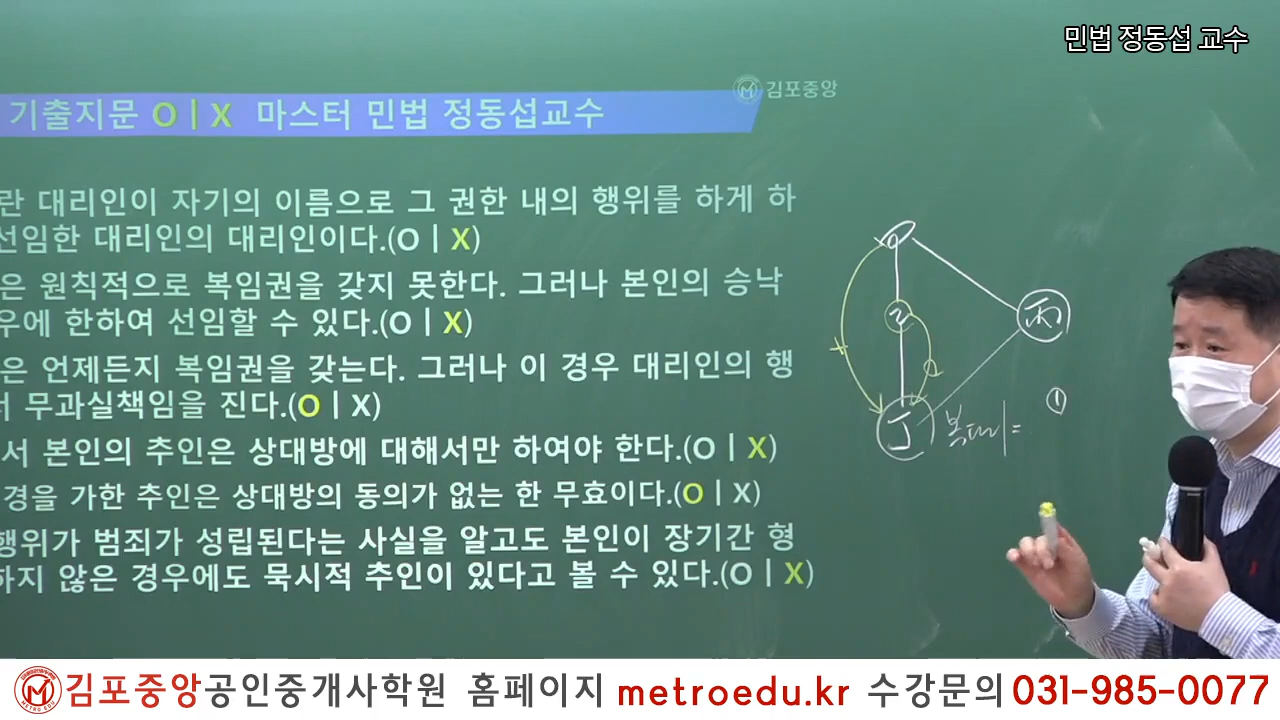 민법 정동섭 교수
김포중앙
기출지문 O | X 마스터 민법 정동섭교수
란 대리인이 자기의 이름으로 그 권한 내의 행위를 하게 하
선임한 대리인의 대리인이다.(O | X)
은 원칙적으로 복임권을 갖지 못한다. 그러나 본인의 승낙
우에 한하여 선임할 수 있다.(O | X)
은 언제든지 복임권을 갖는다. 그러나 이 경우 대리인의 행
서 무과실책임을 진다.(O | X)
서 본인의 추인은 상대방에 대해서만 하여야 한다.(O | X)
경을 가한 추인은 상대방의 동의가 없는 한 무효이다.(O | X)
행위가 범죄가 성립된다는 사실을 알고도 본인이 장기간 형
하지 않은 경우에도 묵시적 추인이 있다고 볼 수 있다.(O | X)
乙
丙
丁 복대리 =
①
METRO EDU
김포중앙공인중개사학원 홈페이지 metroedu.kr 수강문의 031-985-0077